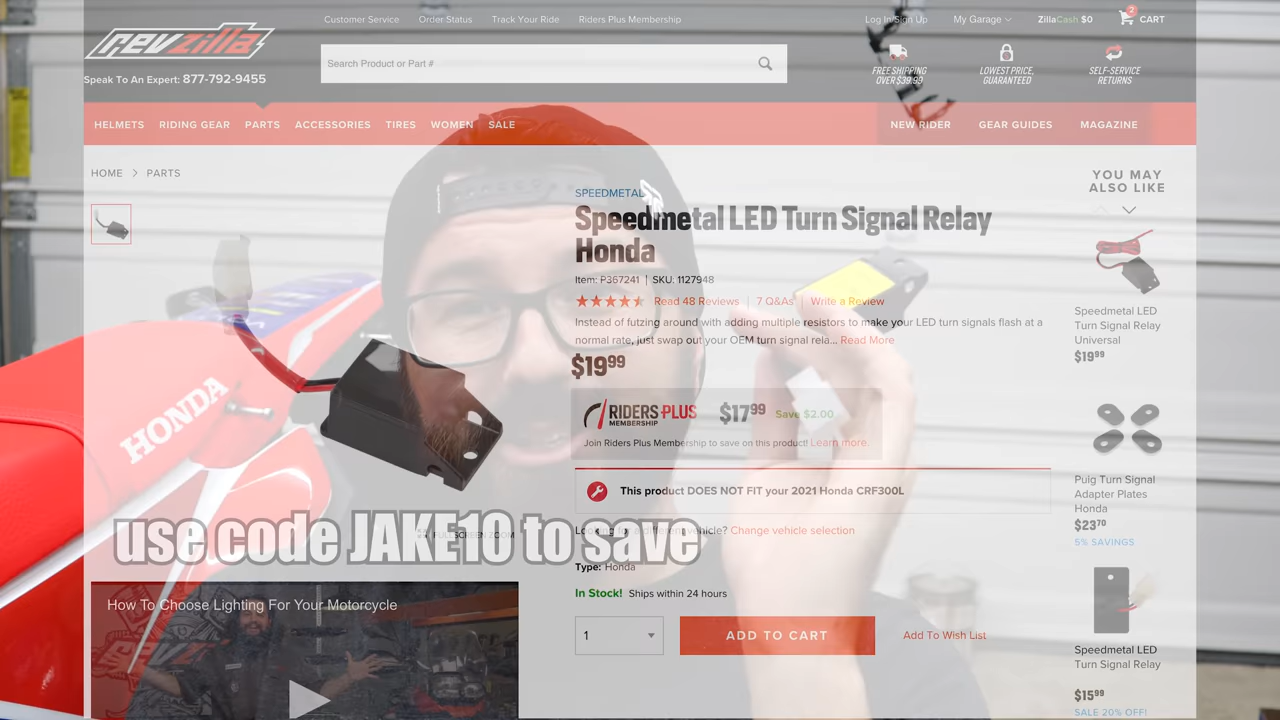 Customer Service Order Status Track Your Ride Riders Plus Membership Log In/Sign Up My Garage ZillaCash $0 2 CART
revzilla
Search Product or Part #
FREE SHIPPING
OVER $39.99
LOWEST PRICE,
GUARANTEED
SELF-SERVICE
RETURNS
Speak To An Expert: 877-792-9455
HELMETS RIDING GEAR PARTS ACCESSORIES TIRES WOMEN SALE NEW RIDER GEAR GUIDES MAGAZINE
HOME > PARTS
SPEEDMETAL
Speedmetal LED Turn Signal Relay
Honda
Item: P367241 | SKU: 1127948
Read 48 Reviews | 7 Q&As | Write a Review
Instead of futzing around with adding multiple resistors to make your LED turn signals flash at a
normal rate, just swap out your OEM turn signal rela... Read More
$19.99
RIDERS PLUS
MEMBERSHIP
$17.99 Save $2.00
Join Riders Plus Membership to save on this product! Learn more.
This product DOES NOT FIT your 2021 Honda CRF300L
Looking for a different vehicle? Change vehicle selection
Type: Honda
In Stock! Ships within 24 hours
1
ADD TO CART
Add To Wish List
YOU MAY
ALSO LIKE
Speedmetal LED
Turn Signal Relay
Universal
$19.99
Puig Turn Signal
Adapter Plates
Honda
$23.70
5% SAVINGS
Speedmetal LED
Turn Signal Relay
$15.99
SALE 20% OFF!
HONDA
FULLSCREEN ZOOM
use code JAKE10 to save
How To Choose Lighting For Your Motorcycle
revzilla